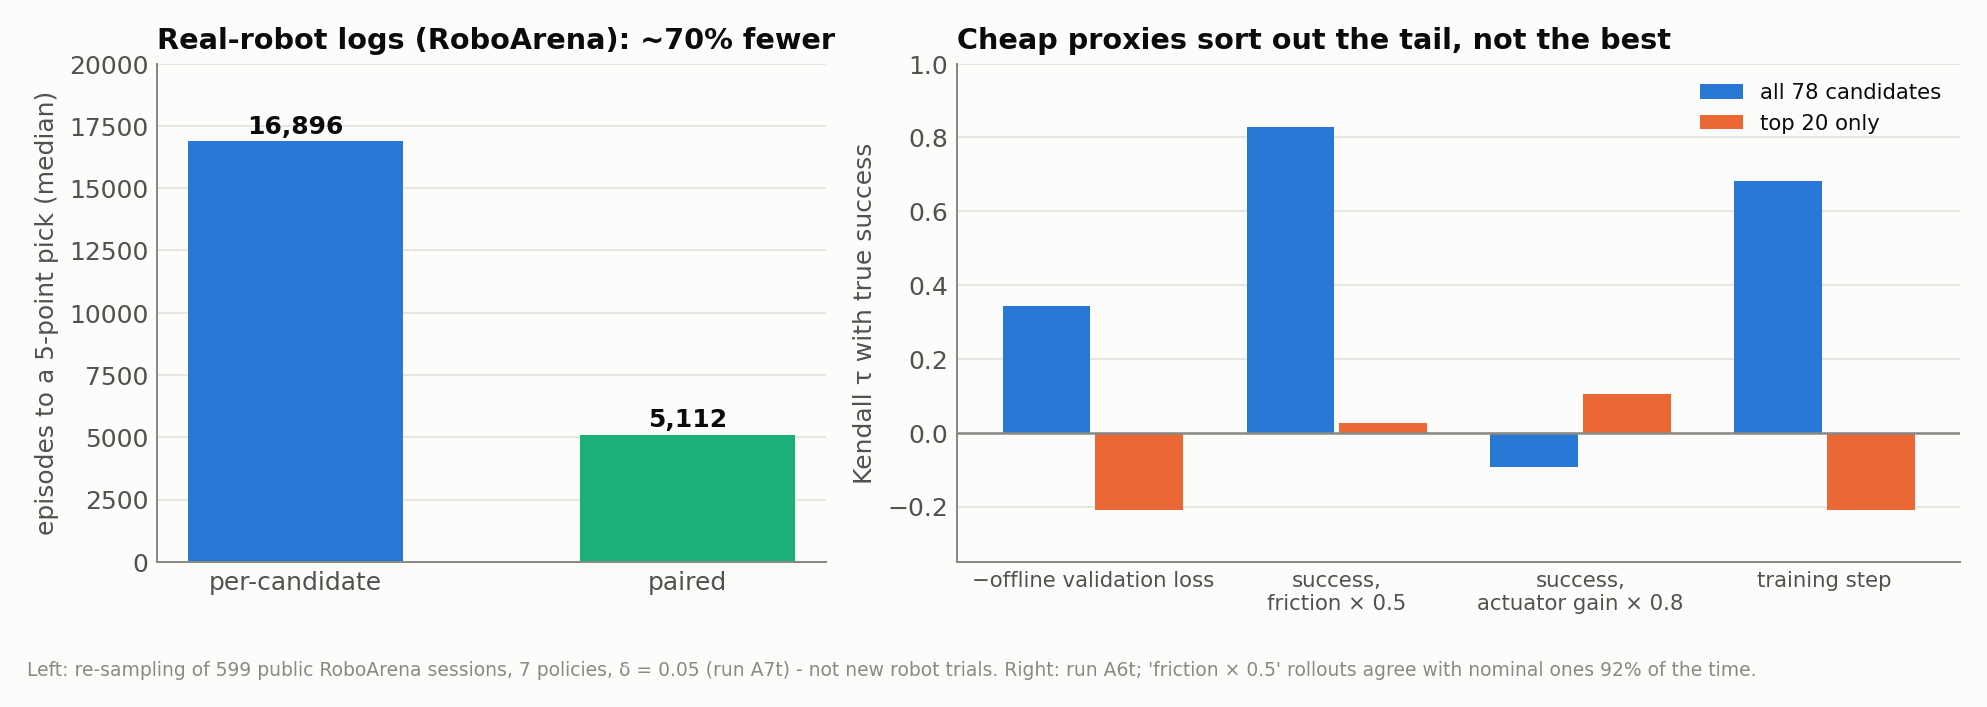 Real-robot logs (RoboArena): ~70% fewer
episodes to a 5-point pick (median)
20000
17500
15000
12500
10000
7500
5000
2500
0
16,896
5,112
per-candidate
paired
Cheap proxies sort out the tail, not the best
Kendall τ with true success
1.0
0.8
0.6
0.4
0.2
0.0
−0.2
all 78 candidates
top 20 only
−offline validation loss
success,
friction × 0.5
success,
actuator gain × 0.8
training step
Left: re-sampling of 599 public RoboArena sessions, 7 policies, δ = 0.05 (run A7t) - not new robot trials. Right: run A6t; 'friction × 0.5' rollouts agree with nominal ones 92% of the time.